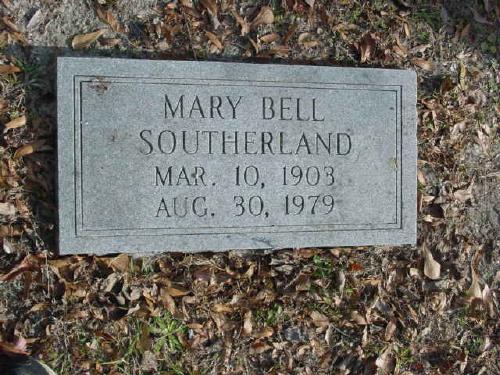 MARY BELL
SOUTHERLAND
MAR. 10, 1903
AUG. 30, 1979